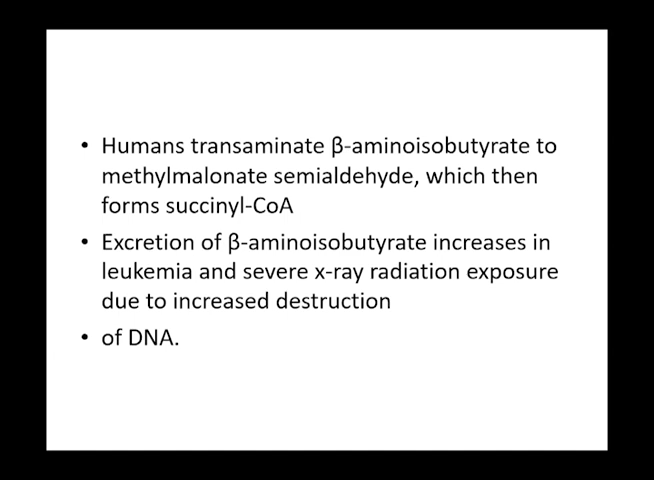 • Humans transaminate β-aminoisobutyrate to
methylmalonate semialdehyde, which then
forms succinyl-CoA
• Excretion of β-aminoisobutyrate increases in
leukemia and severe x-ray radiation exposure
due to increased destruction
• of DNA.